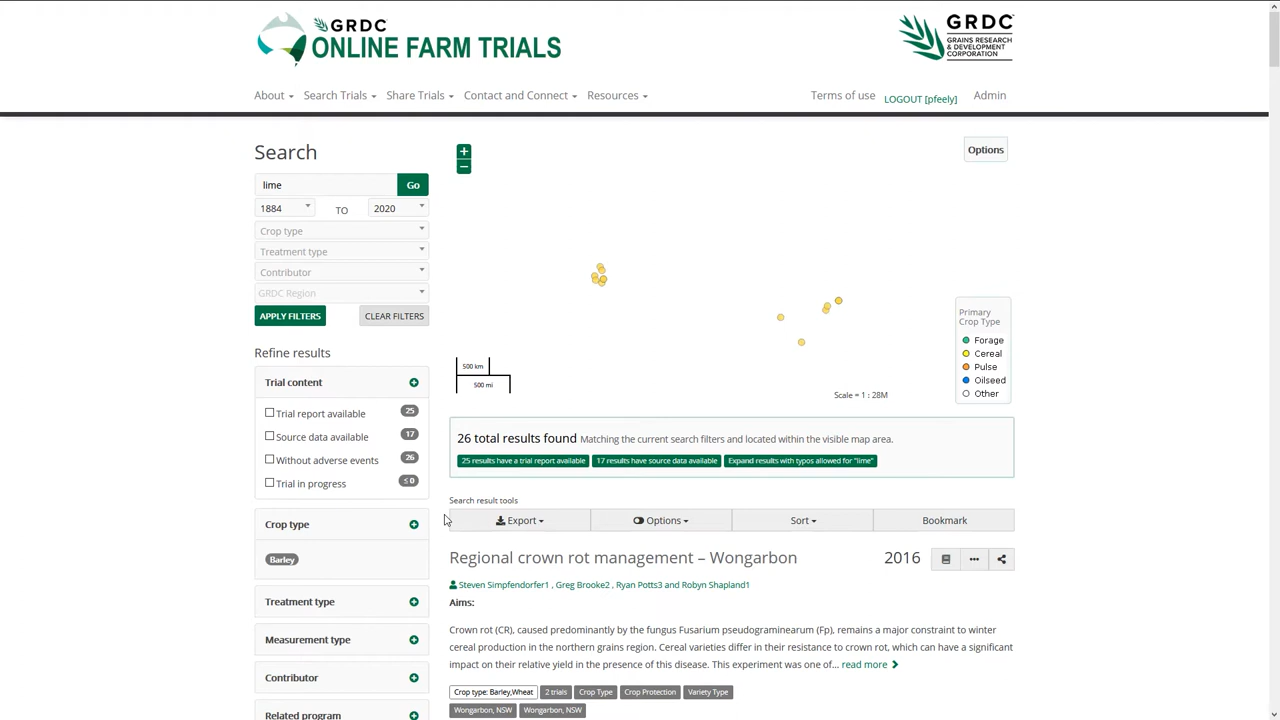 GRDC
ONLINE FARM TRIALS
GRDC
GRAINS RESEARCH
& DEVELOPMENT
CORPORATION
About
Search Trials
Share Trials
Contact and Connect
Resources
Terms of use
LOGOUT [pfeely]
Admin
Search
lime
Go
1884
TO
2020
Crop type
Treatment type
Contributor
GRDC Region
APPLY FILTERS
CLEAR FILTERS
Refine results
Trial content
Trial report available
25
Source data available
17
Without adverse events
26
Trial in progress
≤ 0
Crop type
Barley
Treatment type
Measurement type
Contributor
Related program
+
−
Options
500 km
500 mi
Scale = 1 : 28M
Primary
Crop Type
Forage
Cereal
Pulse
Oilseed
Other
26 total results found Matching the current search filters and located within the visible map area.
25 results have a trial report available
17 results have source data available
Expand results with typos allowed for "lime"
Search result tools
Export
Options
Sort
Bookmark
Regional crown rot management – Wongarbon
2016
Steven Simpfendorfer1 , Greg Brooke2 , Ryan Potts3 and Robyn Shapland1
Aims:
Crown rot (CR), caused predominantly by the fungus Fusarium pseudograminearum (Fp), remains a major constraint to winter
cereal production in the northern grains region. Cereal varieties differ in their resistance to crown rot, which can have a significant
impact on their relative yield in the presence of this disease. This experiment was one of... read more
Crop type: Barley,Wheat
2 trials
Crop Type
Crop Protection
Variety Type
Wongarbon, NSW
Wongarbon, NSW